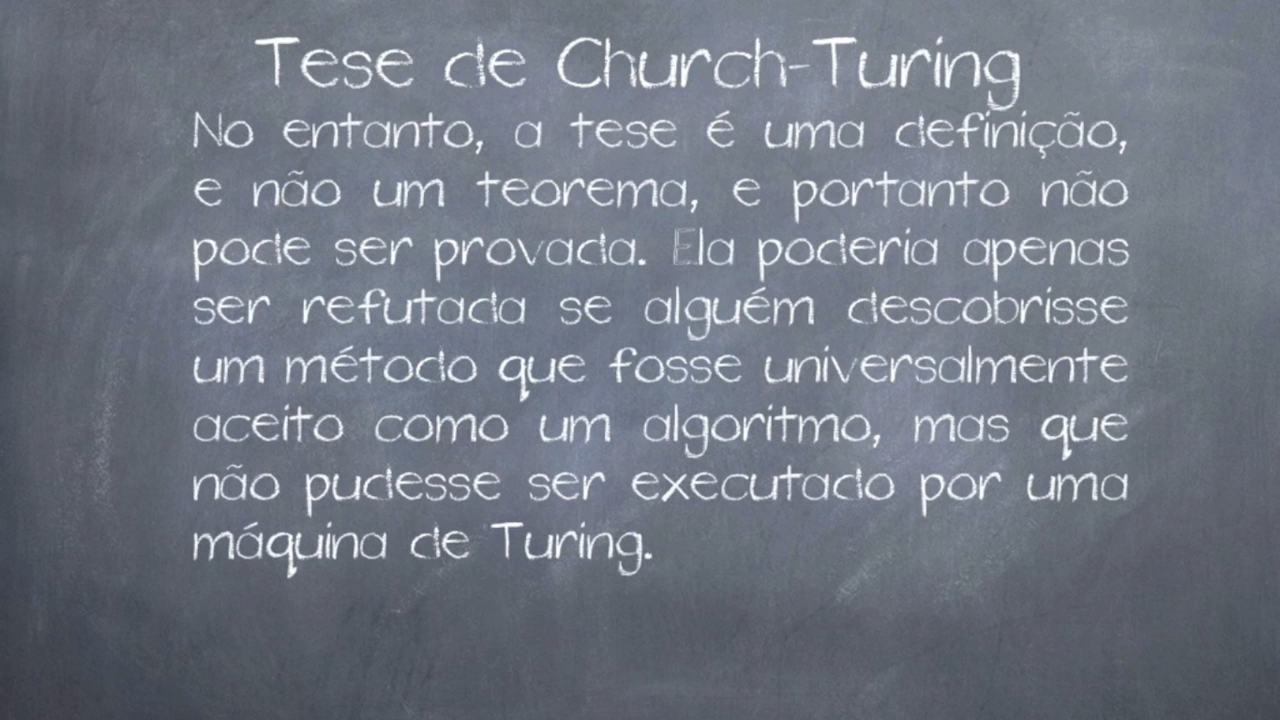 Tese de Church-Turing
No entanto, a tese é uma definição,
e não um teorema, e portanto não
pode ser provada. Ela poderia apenas
ser refutada se alguém descobrisse
um método que fosse universalmente
aceito como um algoritmo, mas que
não pudesse ser executado por uma
máquina de Turing.